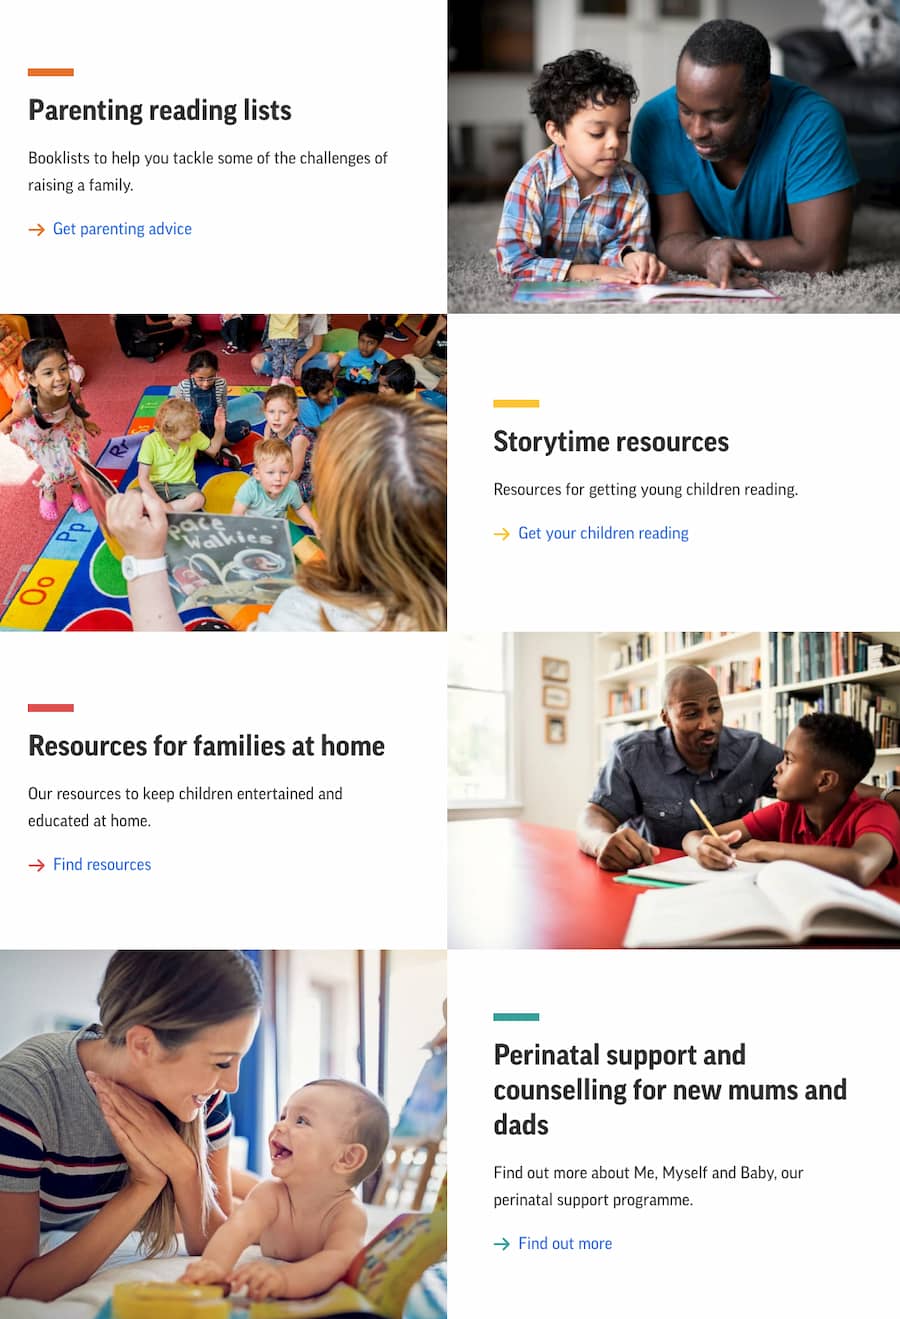 Parenting reading lists
Booklists to help you tackle some of the challenges of
raising a family.
Get parenting advice
Rr
Pp
Oo
pace
Walkies
Storytime resources
Resources for getting young children reading.
Get your children reading
Resources for families at home
Our resources to keep children entertained and
educated at home.
Find resources
Perinatal support and
counselling for new mums and
dads
Find out more about Me, Myself and Baby, our
perinatal support programme.
Find out more